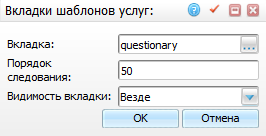 Вкладки шаблонов услуг:
Вкладка: questionary ...
Порядок
следования: 50
Видимость вкладки: Везде
OK Отмена